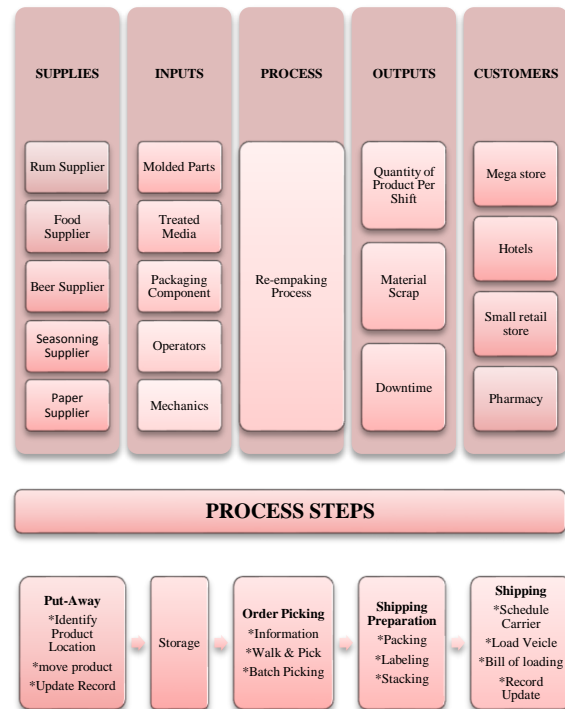 SUPPLIES
Rum Supplier
Food
Supplier
Beer Supplier
Seasonning
Supplier
Paper
Supplier
INPUTS
Molded Parts
Treated
Media
Packaging
Component
Operators
Mechanics
PROCESS
Re-empaking
Process
OUTPUTS
Quantity of
Product Per
Shift
Material
Scrap
Downtime
CUSTOMERS
Mega store
Hotels
Small retail
store
Pharmacy
PROCESS STEPS
Put-Away
*Identify
Product
Location
*move product
*Update Record
Storage
Order Picking
*Information
*Walk & Pick
*Batch Picking
Shipping
Preparation
*Packing
*Labeling
*Stacking
Shipping
*Schedule
Carrier
*Load Veicle
*Bill of loading
*Record
Update